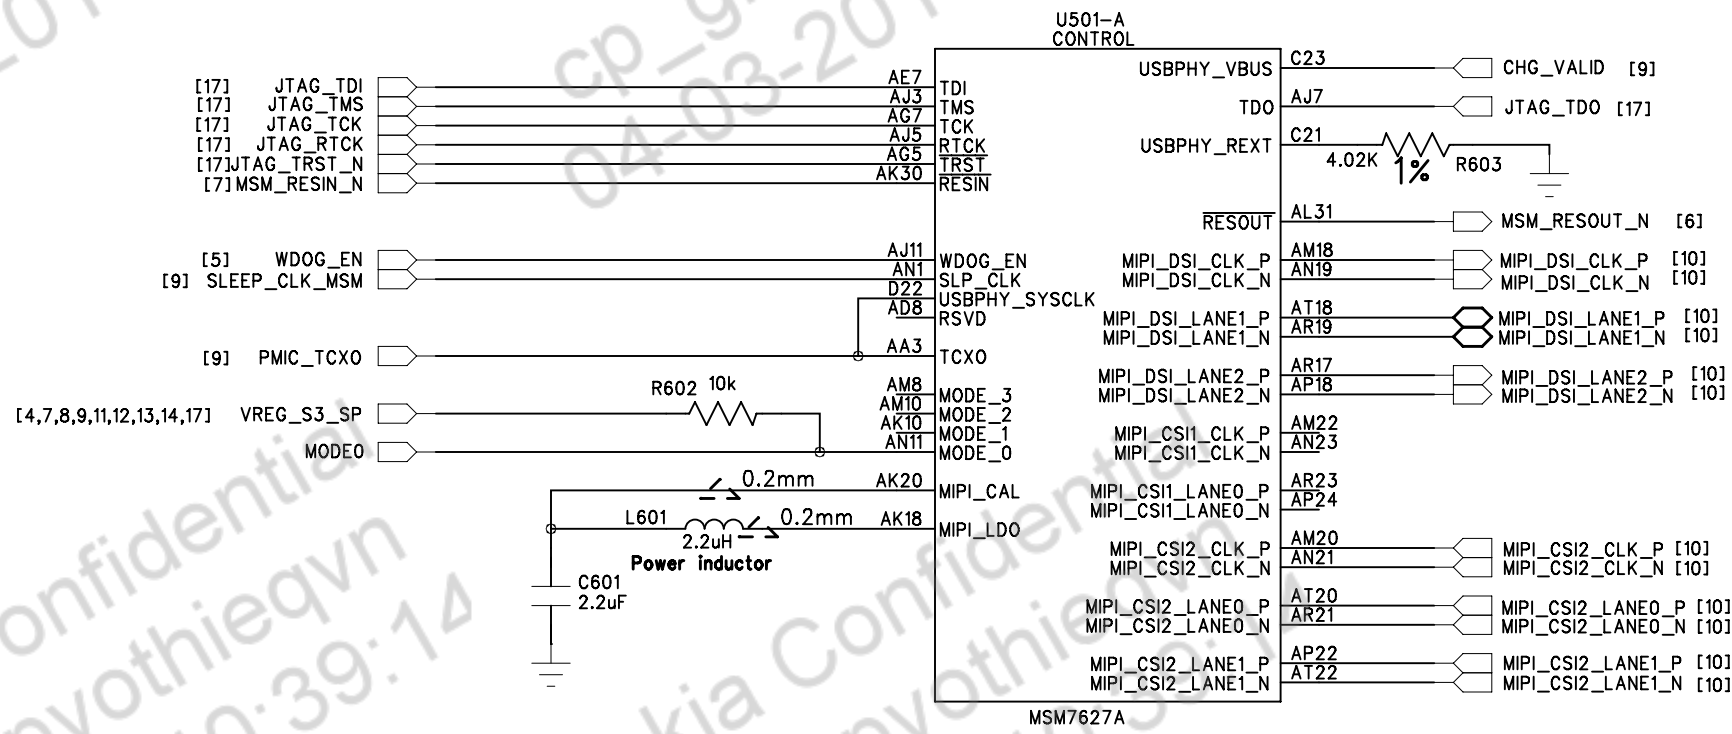 U501-A
CONTROL
[17] JTAG_TDI AE7 TDI
[17] JTAG_TMS AJ3 TMS
[17] JTAG_TCK AG7 TCK
[17] JTAG_RTCK AJ5 RTCK
[17]JTAG_TRST_N AG5 TRST
[7]MSM_RESIN_N AK30 RESIN
[5] WDOG_EN AJ11 WDOG_EN
[9] SLEEP_CLK_MSM AN1 SLP_CLK
D22 USBPHY_SYSCLK
AD8 RSVD
[9] PMIC_TCXO AA3 TCXO
AM8 MODE_3
[4,7,8,9,11,12,13,14,17] VREG_S3_SP R602 10k AM10 MODE_2
AK10 MODE_1
MODE0 AN11 MODE_0
0.2mm AK20 MIPI_CAL
L601 2.2uH 0.2mm AK18 MIPI_LDO
Power inductor
C601
2.2uF
USBPHY_VBUS C23 CHG_VALID [9]
TDO AJ7 JTAG_TDO [17]
USBPHY_REXT C21 4.02K 1% R603
RESOUT AL31 MSM_RESOUT_N [6]
MIPI_DSI_CLK_P AM18 MIPI_DSI_CLK_P [10]
MIPI_DSI_CLK_N AN19 MIPI_DSI_CLK_N [10]
MIPI_DSI_LANE1_P AT18 MIPI_DSI_LANE1_P [10]
MIPI_DSI_LANE1_N AR19 MIPI_DSI_LANE1_N [10]
MIPI_DSI_LANE2_P AR17 MIPI_DSI_LANE2_P [10]
MIPI_DSI_LANE2_N AP18 MIPI_DSI_LANE2_N [10]
MIPI_CSI1_CLK_P AM22
MIPI_CSI1_CLK_N AN23
MIPI_CSI1_LANE0_P AR23
MIPI_CSI1_LANE0_N AP24
MIPI_CSI2_CLK_P AM20 MIPI_CSI2_CLK_P [10]
MIPI_CSI2_CLK_N AN21 MIPI_CSI2_CLK_N [10]
MIPI_CSI2_LANE0_P AT20 MIPI_CSI2_LANE0_P [10]
MIPI_CSI2_LANE0_N AR21 MIPI_CSI2_LANE0_N [10]
MIPI_CSI2_LANE1_P AP22 MIPI_CSI2_LANE1_P [10]
MIPI_CSI2_LANE1_N AT22 MIPI_CSI2_LANE1_N [10]
MSM7627A
onfidential
kia Confidential